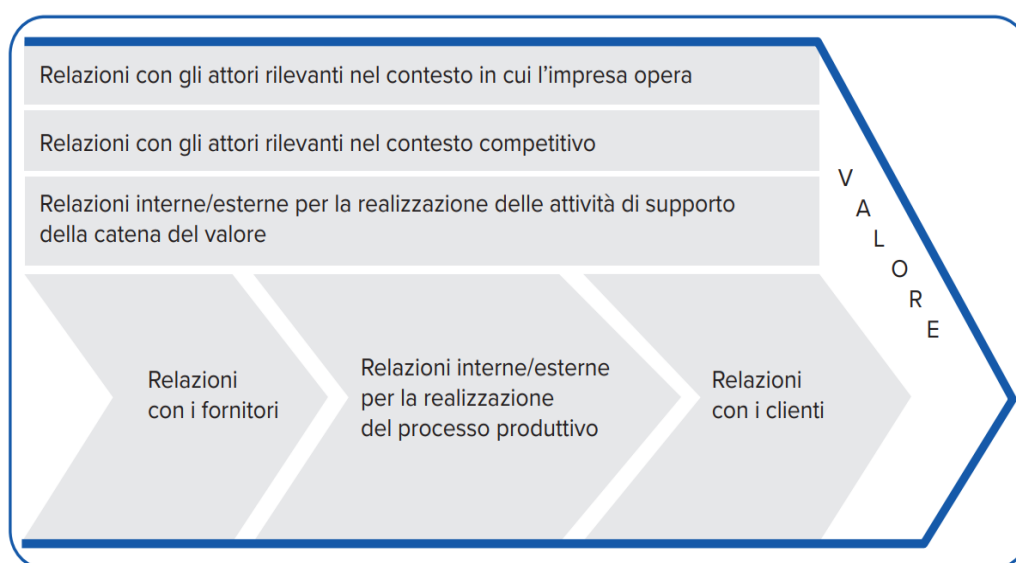 Relazioni con gli attori rilevanti nel contesto in cui l'impresa opera
Relazioni con gli attori rilevanti nel contesto competitivo
Relazioni interne/esterne per la realizzazione delle attività di supporto
della catena del valore
Relazioni
con i fornitori
Relazioni interne/esterne
per la realizzazione
del processo produttivo
Relazioni
con i clienti
VALORE